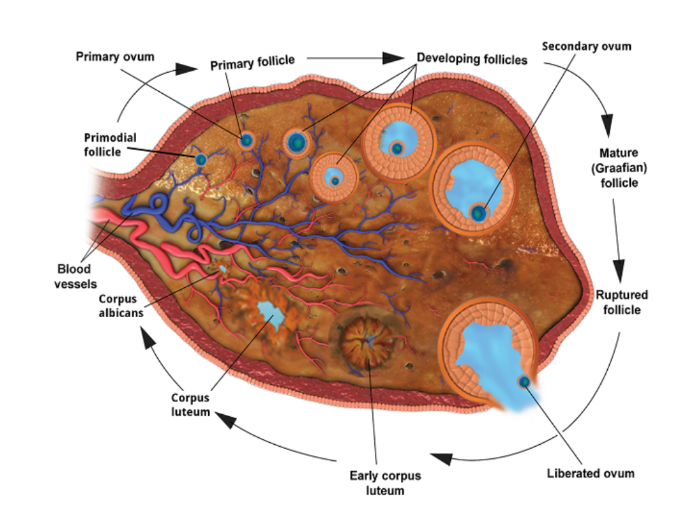 Secondary ovum
Primary ovum
Primary follicle
Developing follicles
Primodial
follicle
Mature
(Graafian)
follicle
Blood
vessels
Corpus
albicans
Ruptured
follicle
Corpus
luteum
Early corpus
luteum
Liberated ovum